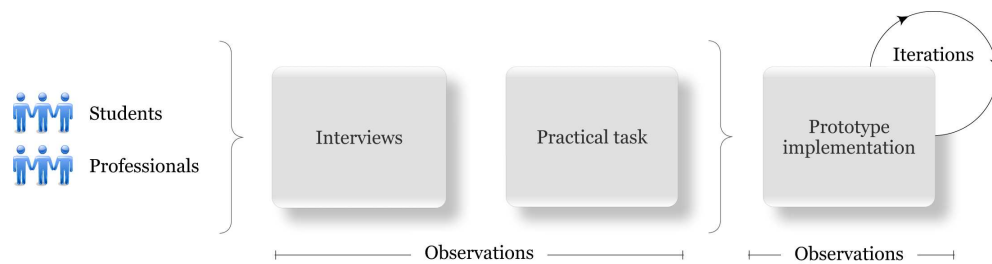 Students
Professionals
Interviews
Practical task
Prototype
implementation
Iterations
Observations
Observations